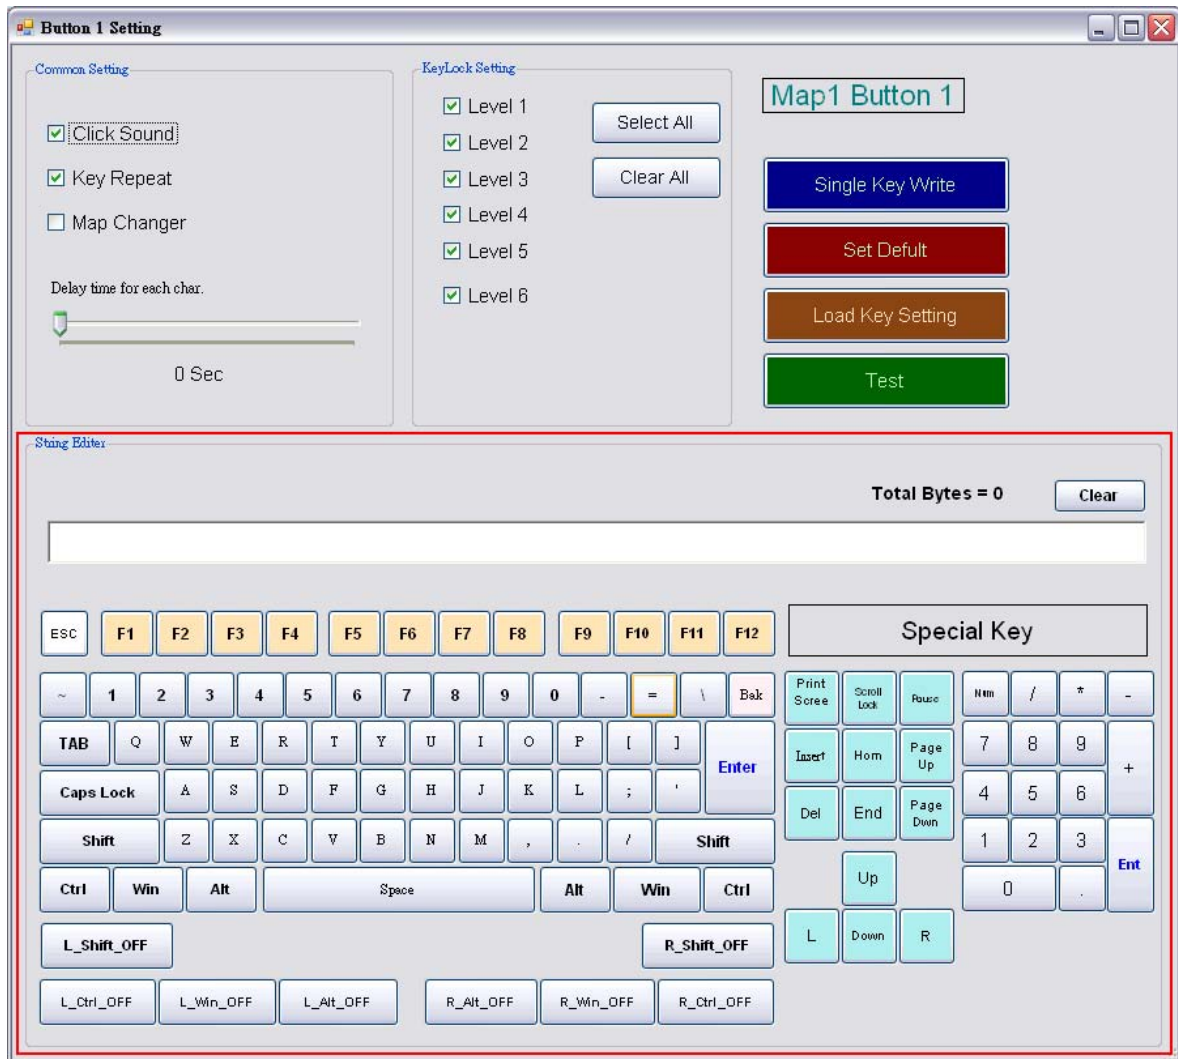 Button 1 Setting
Common Setting
Click Sound
Key Repeat
Map Changer
Delay time for each char.
0 Sec
KeyLock Setting
Level 1
Level 2
Level 3
Level 4
Level 5
Level 6
Select All
Clear All
Map1 Button 1
Single Key Write
Set Defult
Load Key Setting
Test
String Editer
Total Bytes = 0 Clear
ESC F1 F2 F3 F4 F5 F6 F7 F8 F9 F10 F11 F12
~ 1 2 3 4 5 6 7 8 9 0 - = \ Bak
TAB Q W E R T Y U I O P [ ]
Enter
Caps Lock A S D F G H J K L ; '
Shift Z X C V B N M , . / Shift
Ctrl Win Alt Space Alt Win Ctrl
L_Shift_OFF R_Shift_OFF
L_Ctrl_OFF L_Win_OFF L_Alt_OFF R_Alt_OFF R_Win_OFF R_Ctrl_OFF
Special Key
Print
Scree
Scroll
Lock
Pause
Insert Hom
Page
Up
Del End
Page
Dwn
Up
L Down R
Num / * -
7 8 9
+
4 5 6
1 2 3
Ent
0 .